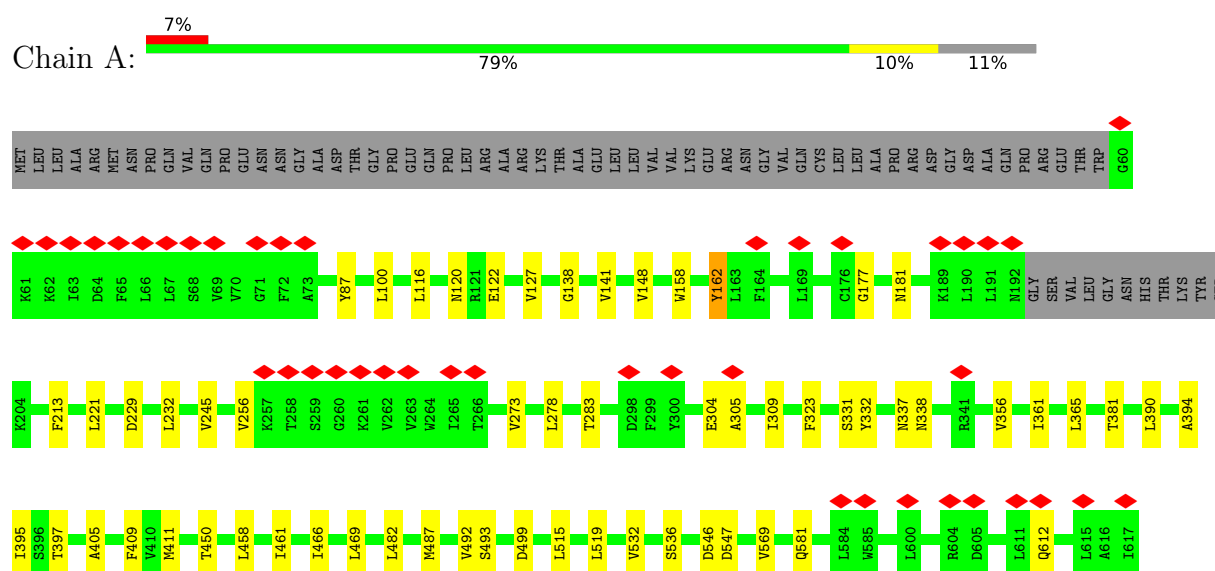 7%
Chain A:
79% 10% 11%
MET LEU LEU ALA ARG MET ASN PRO GLN VAL GLN PRO GLU ASN ASN GLY ALA ASP THR GLY PRO GLU GLN PRO LEU ARG ALA ARG LYS THR ALA GLU LEU LEU VAL VAL LYS GLU ARG ASN GLY VAL GLN CYS LEU LEU ALA PRO ARG ASP GLY ASP ALA GLN PRO ARG GLU THR TRP G60
K61 K62 I63 D64 F65 L66 L67 S68 V69 V70 G71 F72 A73 Y87 L100 L116 N120 R121 E122 V127 G138 V141 V148 W158 Y162 L163 F164 L169 C176 G177 N181 K189 L190 L191 N192 GLY SER VAL LEU GLY ASN HIS THR LYS TYR
K204 F213 L221 D229 L232 V245 V256 K257 T258 S259 G260 K261 V262 V263 W264 I265 T266 V273 L278 T283 D298 F299 Y300 E304 A305 I309 F323 S331 Y332 N337 N338 R341 V356 I361 L365 T381 L390 A394
I395 S396 T397 A405 F409 V410 M411 T450 L458 I461 I466 L469 L482 M487 V492 S493 D499 L515 L519 V532 S536 D546 D547 V569 Q581 L584 W585 L600 R604 D605 L611 Q612 L615 A616 I617